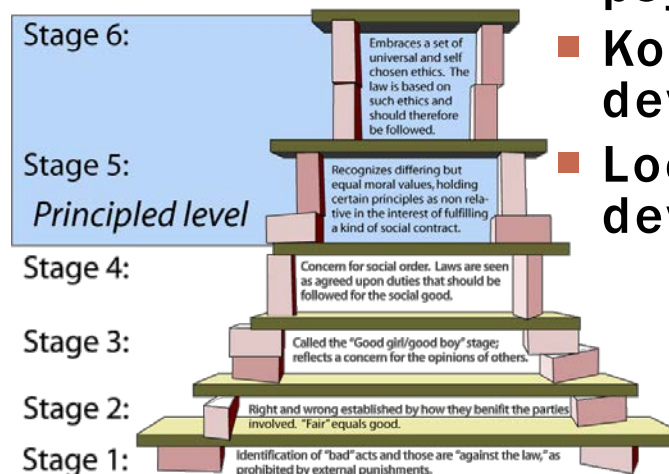 Stage 6:
Embraces a set of
universal and self
chosen ethics. The
law is based on
such ethics and
should therefore
be followed.
Stage 5:
Principled level
Recognizes differing but
equal moral values, holding
certain principles as non rela-
tive in the interest of fulfilling
a kind of social contract.
Stage 4:
Concern for social order. Laws are seen
as agreed upon duties that should be
followed for the social good.
Stage 3:
Called the "Good girl/good boy" stage;
reflects a concern for the opinions of others.
Stage 2:
Right and wrong established by how they benifit the parties
involved. "Fair" equals good.
Stage 1:
Identification of "bad" acts and those are "against the law," as
prohibited by external punishments.
Ko
dev
Lo
dev